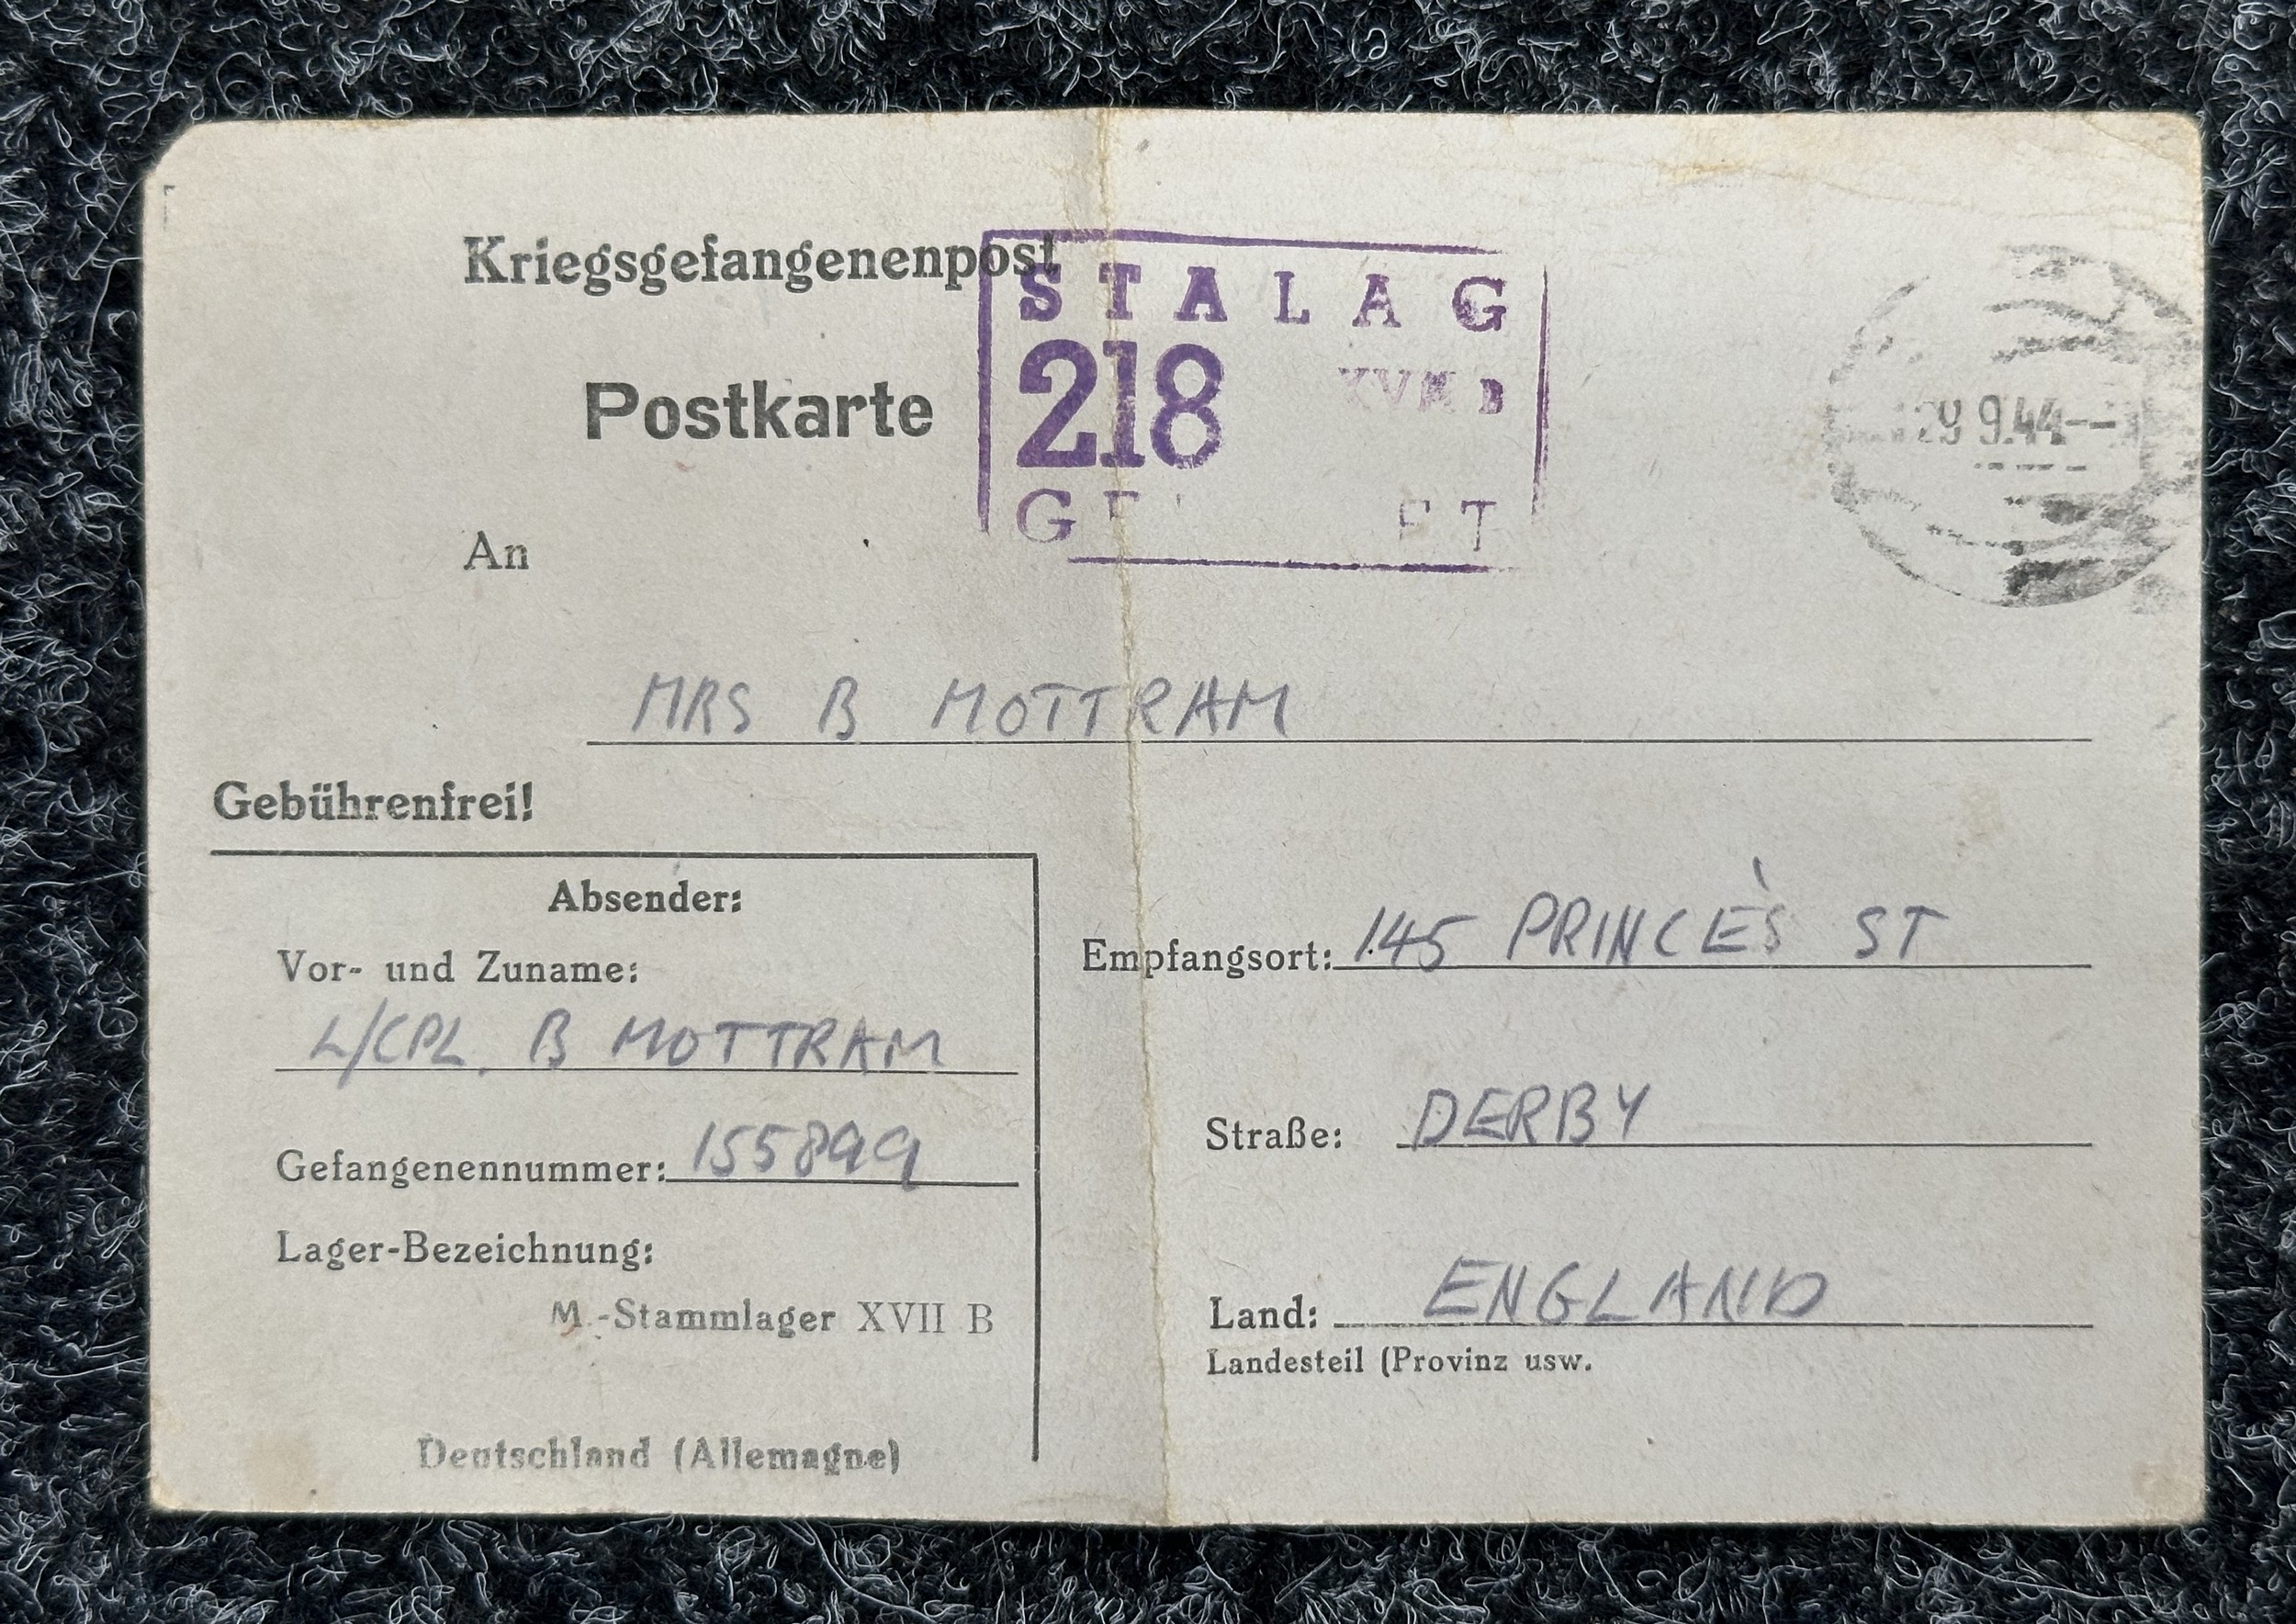 Kriegsgefangenenpost
STALAG
218
Postkarte
29 9.44
An
MRS B MOTTRAM
Gebührenfrei!
Absender:
Vor- und Zuname:
L/CPL. B MOTTRAM
Gefangenennummer: 155899
Lager-Bezeichnung:
M.-Stammlager XVII B
Deutschland (Allemagne)
Empfangsort: 145 PRINCE'S ST
Straße: DERBY
Land: ENGLAND
Landesteil (Provinz usw.